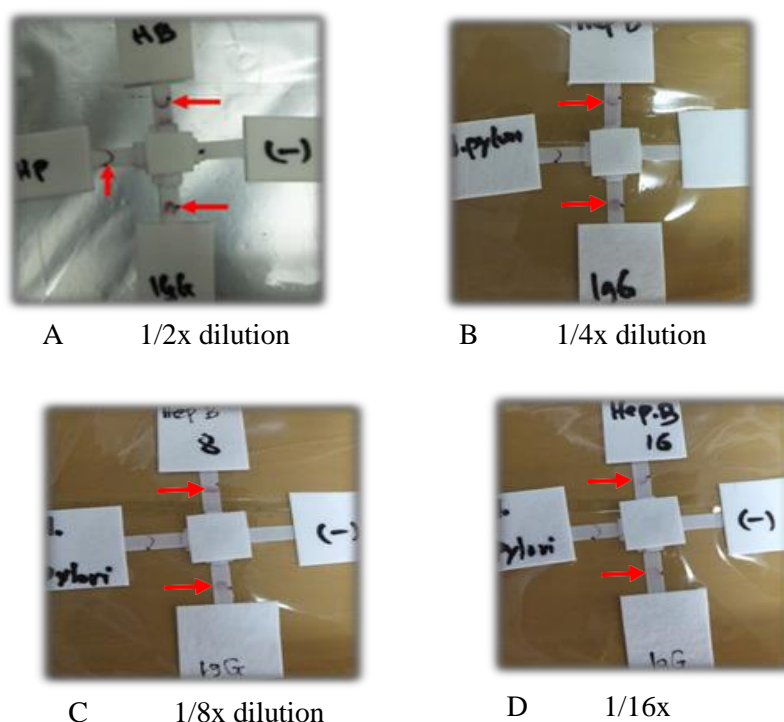 HB
HP
(-)
IgG
A 1/2x dilution
Hep B
.pylori
IgG
B 1/4x dilution
Hep.B
8
H.
pylori
(-)
IgG
C 1/8x dilution
Hep.B
16
H.
pylori
(-)
IgG
D 1/16x